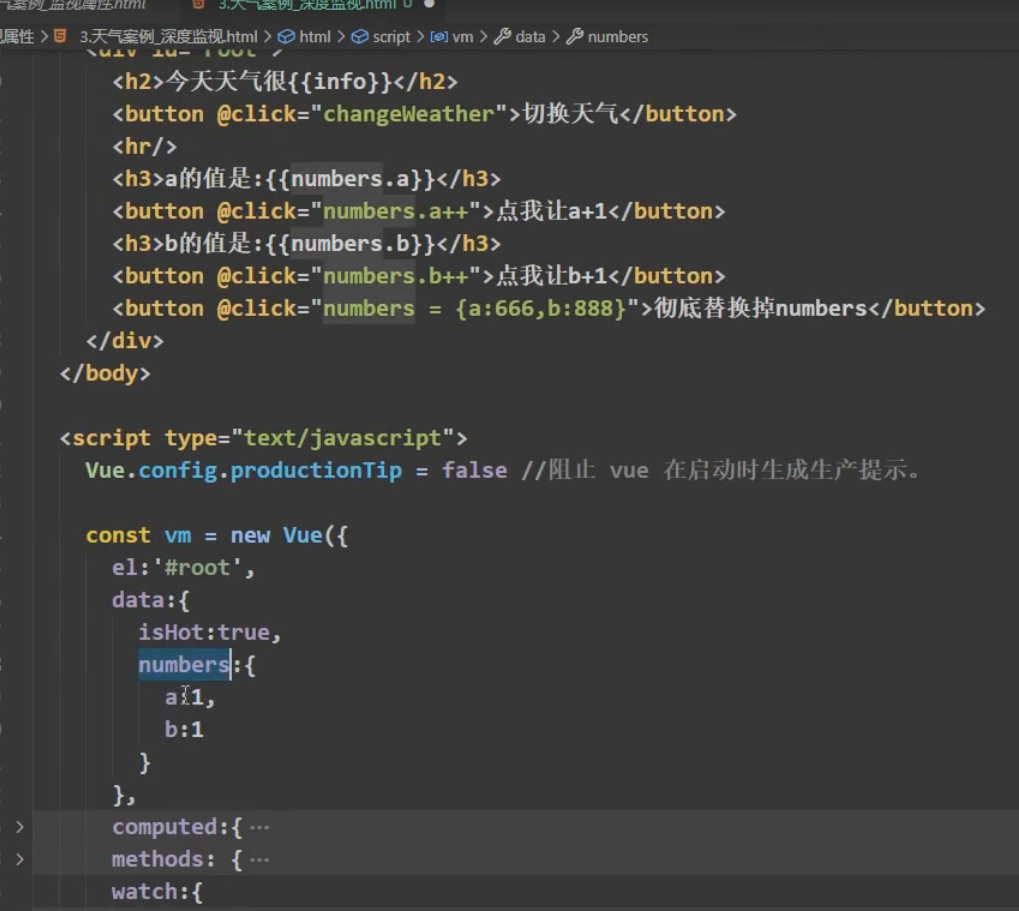 气案例_监视属性.html 3.天气案例_深度监视.html U
视属性 > 3.天气案例_深度监视.html > html > script > vm > data > numbers
<div id="root">
<h2>今天天气很{{info}}</h2>
<button @click="changeWeather">切换天气</button>
<hr/>
<h3>a的值是:{{numbers.a}}</h3>
<button @click="numbers.a++">点我让a+1</button>
<h3>b的值是:{{numbers.b}}</h3>
<button @click="numbers.b++">点我让b+1</button>
<button @click="numbers = {a:666,b:888}">彻底替换掉numbers</button>
</div>
</body>
<script type="text/javascript">
Vue.config.productionTip = false //阻止 vue 在启动时生成生产提示。
const vm = new Vue({
el:'#root',
data:{
isHot:true,
numbers:{
a:1,
b:1
}
},
computed:{ ···
methods: { ···
watch:{